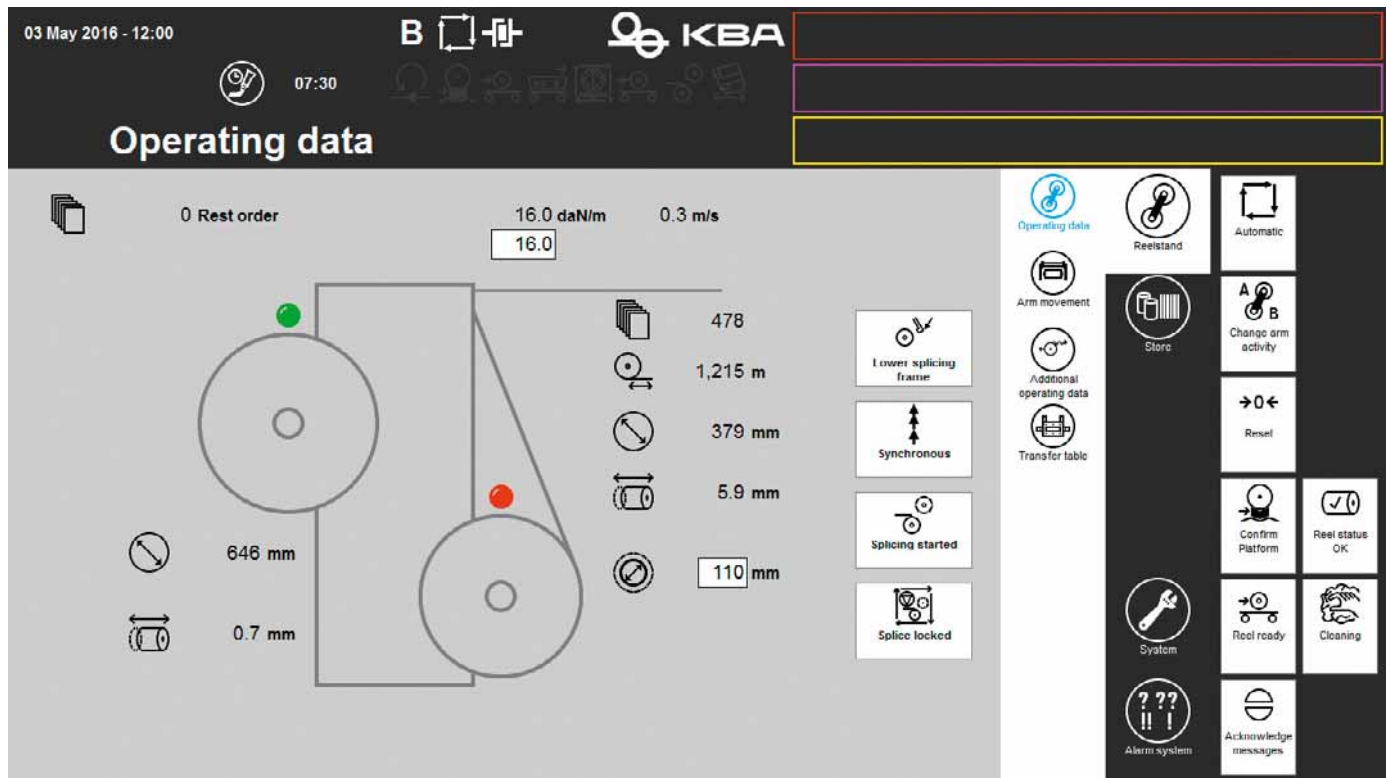 03 May 2016 - 12:00
B
KBA
07:30
Operating data
0 Rest order
16.0 daN/m
0.3 m/s
16.0
478
1,215 m
379 mm
5.9 mm
110 mm
646 mm
0.7 mm
Lower splicing
frame
Synchronous
Splicing started
Splice locked
Operating data
Arm movement
Additional
operating data
Transfer table
Reelstand
Store
System
? ??
!! !
Alarm system
Automatic
A
B
Change arm
activity
→0←
Reset
Confirm
Platform
Reel status
OK
Reel ready
Cleaning
Acknowledge
messages